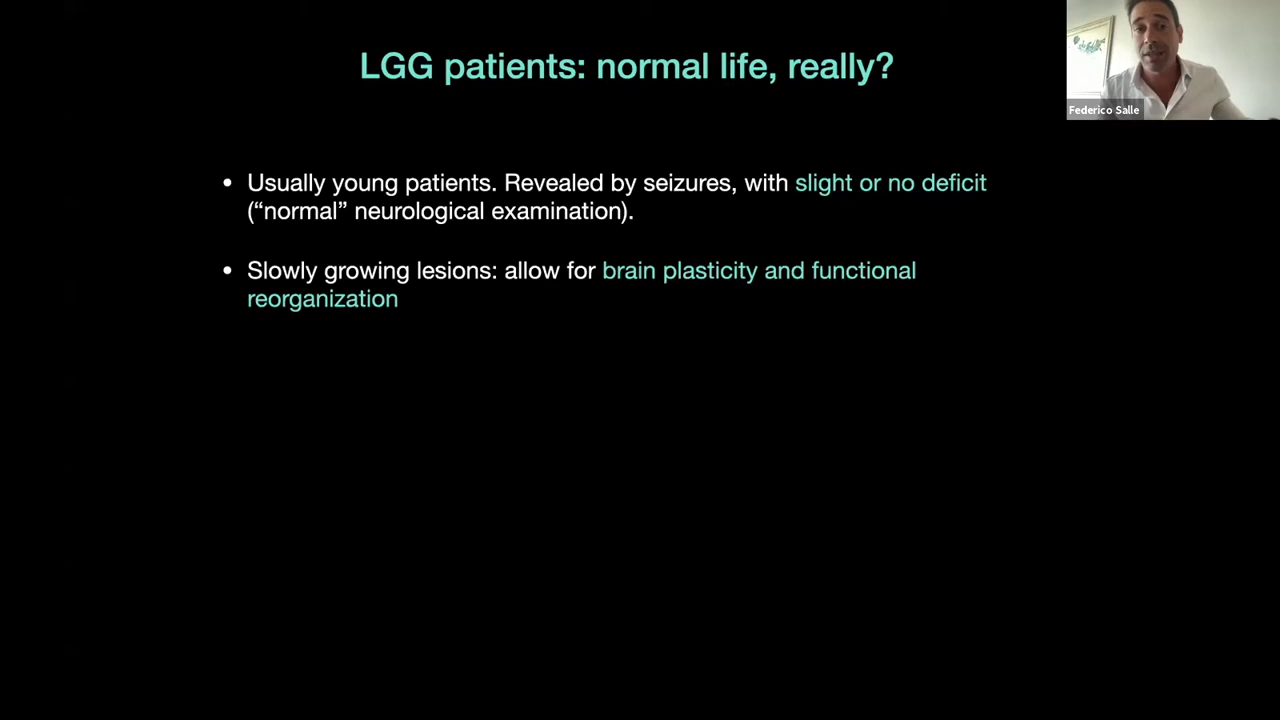 LGG patients: normal life, really?
Federico Salle
• Usually young patients. Revealed by seizures, with slight or no deficit
(“normal” neurological examination).
• Slowly growing lesions: allow for brain plasticity and functional
reorganization